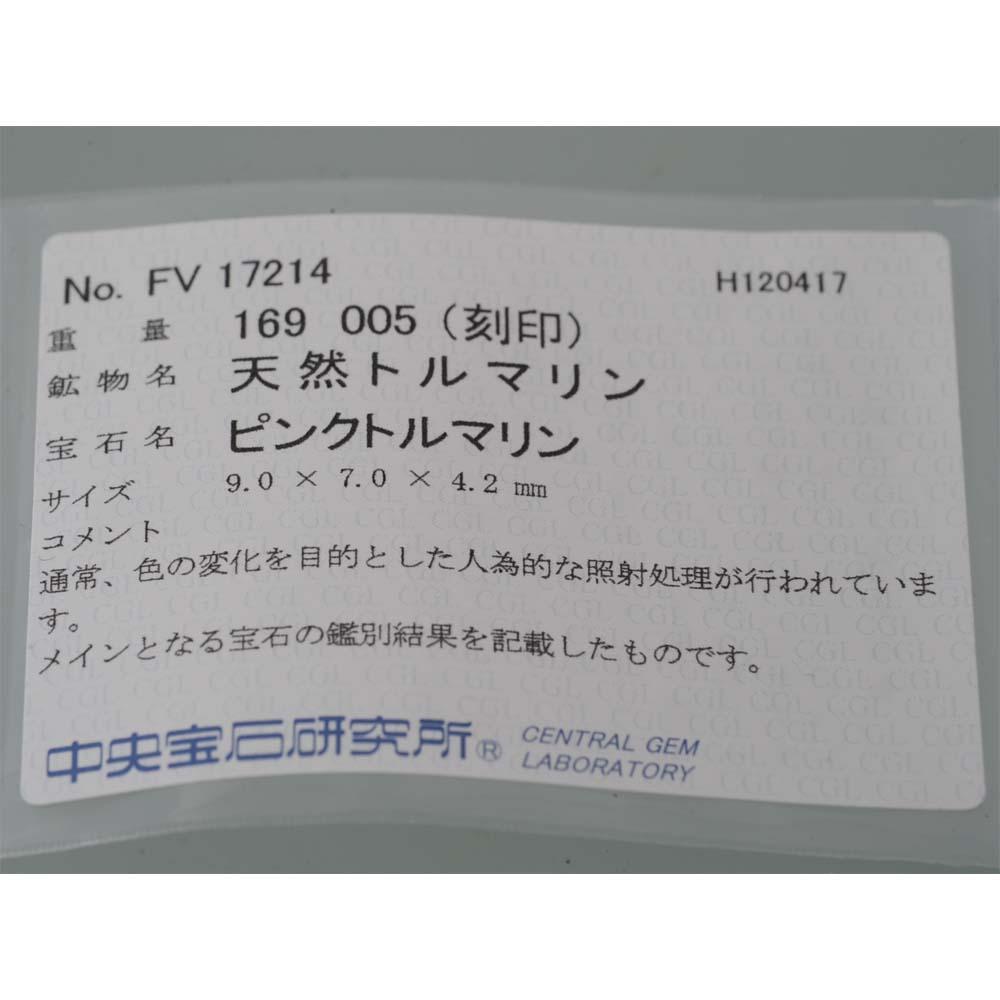 No. FV 17214 H120417
重量 169 005 (刻印)
鉱物名 天然トルマリン
宝石名 ピンクトルマリン
サイズ 9.0 × 7.0 × 4.2 mm
コメント
通常、色の変化を目的とした人為的な照射処理が行われていま
す。
メインとなる宝石の鑑別結果を記載したものです。
中央宝石研究所® CENTRAL GEM
LABORATORY